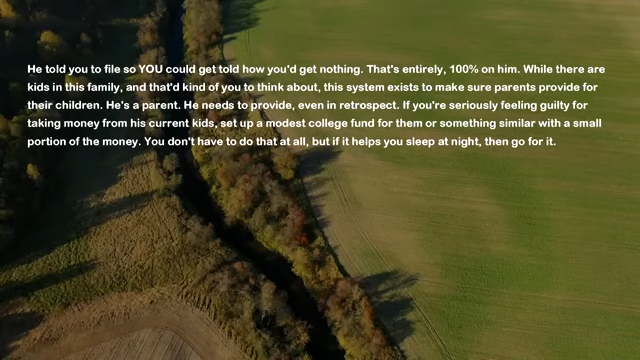 He told you to file so YOU could get told how you'd get nothing. That's entirely, 100% on him. While there are
kids in this family, and that'd kind of you to think about, this system exists to make sure parents provide for
their children. He's a parent. He needs to provide, even in retrospect. If you're seriously feeling guilty for
taking money from his current kids, set up a modest college fund for them or something similar with a small
portion of the money. You don't have to do that at all, but if it helps you sleep at night, then go for it.